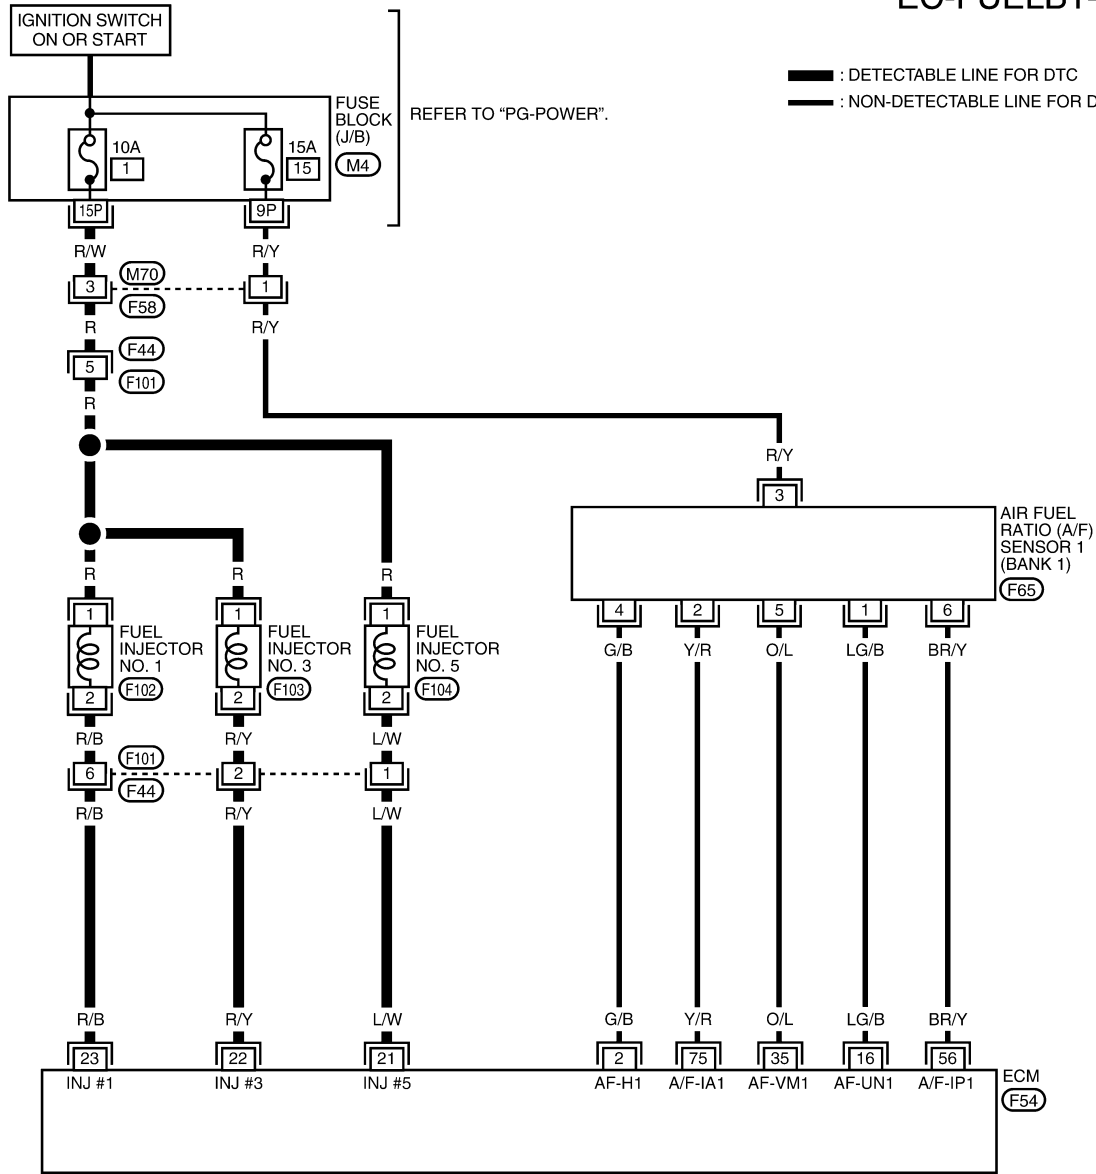 IGNITION SWITCH
ON OR START
: DETECTABLE LINE FOR DTC
: NON-DETECTABLE LINE FOR D
REFER TO “PG-POWER”.
FUSE
BLOCK
(J/B)
M4
10A
1
15A
15
15P
9P
R/W
R/Y
3
M70
F58
1
R
R/Y
5
F44
F101
R
R/Y
3
AIR FUEL
RATIO (A/F)
SENSOR 1
(BANK 1)
F65
R
R
R
1
1
1
FUEL
INJECTOR
NO. 1
F102
FUEL
INJECTOR
NO. 3
F103
FUEL
INJECTOR
NO. 5
F104
2
2
2
4
2
5
1
6
G/B
Y/R
O/L
LG/B
BR/Y
R/B
R/Y
L/W
6
F101
F44
2
1
R/B
R/Y
L/W
R/B
R/Y
L/W
G/B
Y/R
O/L
LG/B
BR/Y
23
22
21
2
75
35
16
56
INJ #1
INJ #3
INJ #5
AF-H1
A/F-IA1
AF-VM1
AF-UN1
A/F-IP1
ECM
F54